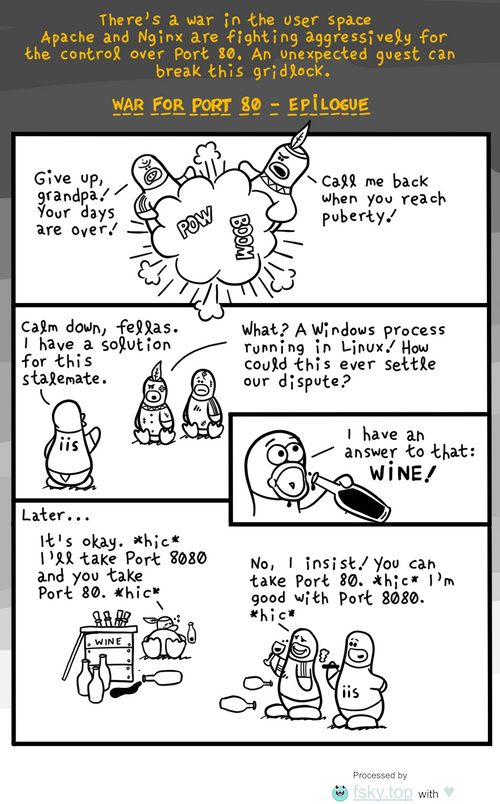 There's a war in the user space
Apache and Nginx are fighting aggressively for
the control over Port 80. An unexpected guest can
break this gridlock.
WAR FOR PORT 80 - EPiLOGUE
Give up,
grandpa!
Your days
are over!
POW
BOOM
Call me back
when you reach
puberty!
Calm down, fellas.
I have a solution
for this
stalemate.
iis
What? A Windows process
running in Linux! How
could this ever settle
our dispute?
I have an
answer to that:
WiNE!
Later...
It's okay. *hic*
I'll take Port 8080
and you take
Port 80. *hic*
WINE
No, I insist! You can
take Port 80. *hic* I'm
good with Port 8080.
*hic*
iis
Processed by
fsky.top with